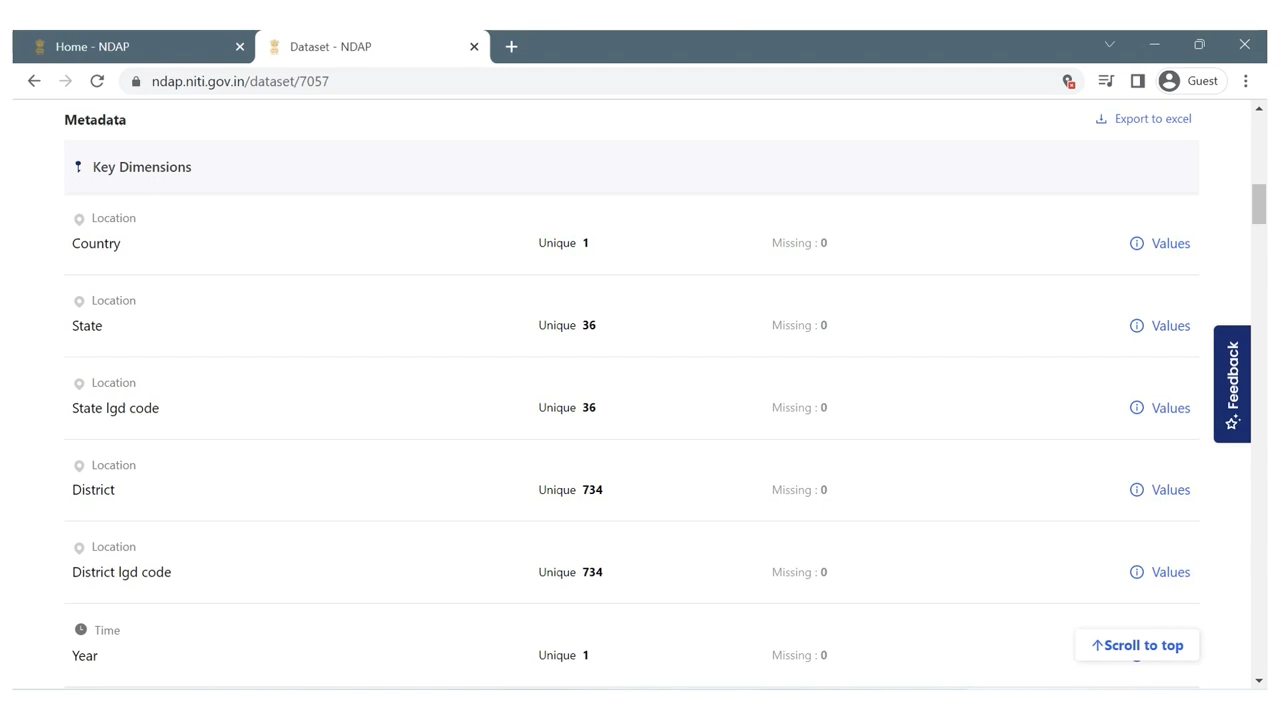 Home - NDAP
Dataset - NDAP
ndap.niti.gov.in/dataset/7057
Guest
Metadata
Export to excel
Key Dimensions
Location
Country Unique 1 Missing : 0 Values
Location
State Unique 36 Missing : 0 Values
Location
State lgd code Unique 36 Missing : 0 Values
Location
District Unique 734 Missing : 0 Values
Location
District lgd code Unique 734 Missing : 0 Values
Time
Year Unique 1 Missing : 0
↑Scroll to top
Feedback